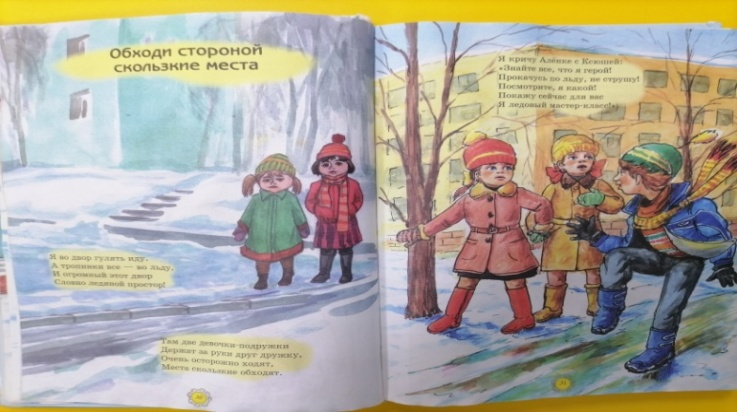 Обходи стороной
скользкие места
Я во двор гулять иду.
А тропинки все — во льду.
И огромный этот двор
Словно ледяной простор!
Там две девочки-подружки
Держат за руки друг дружку,
Очень осторожно ходят,
Места скользкие обходят.
Я кричу Алёнке с Ксюшей:
«Знайте все, что я герой!
Прокачусь по льду, не струшу!
Посмотрите, я какой!
Покажу сейчас для вас
Я ледовый мастер-класс!»